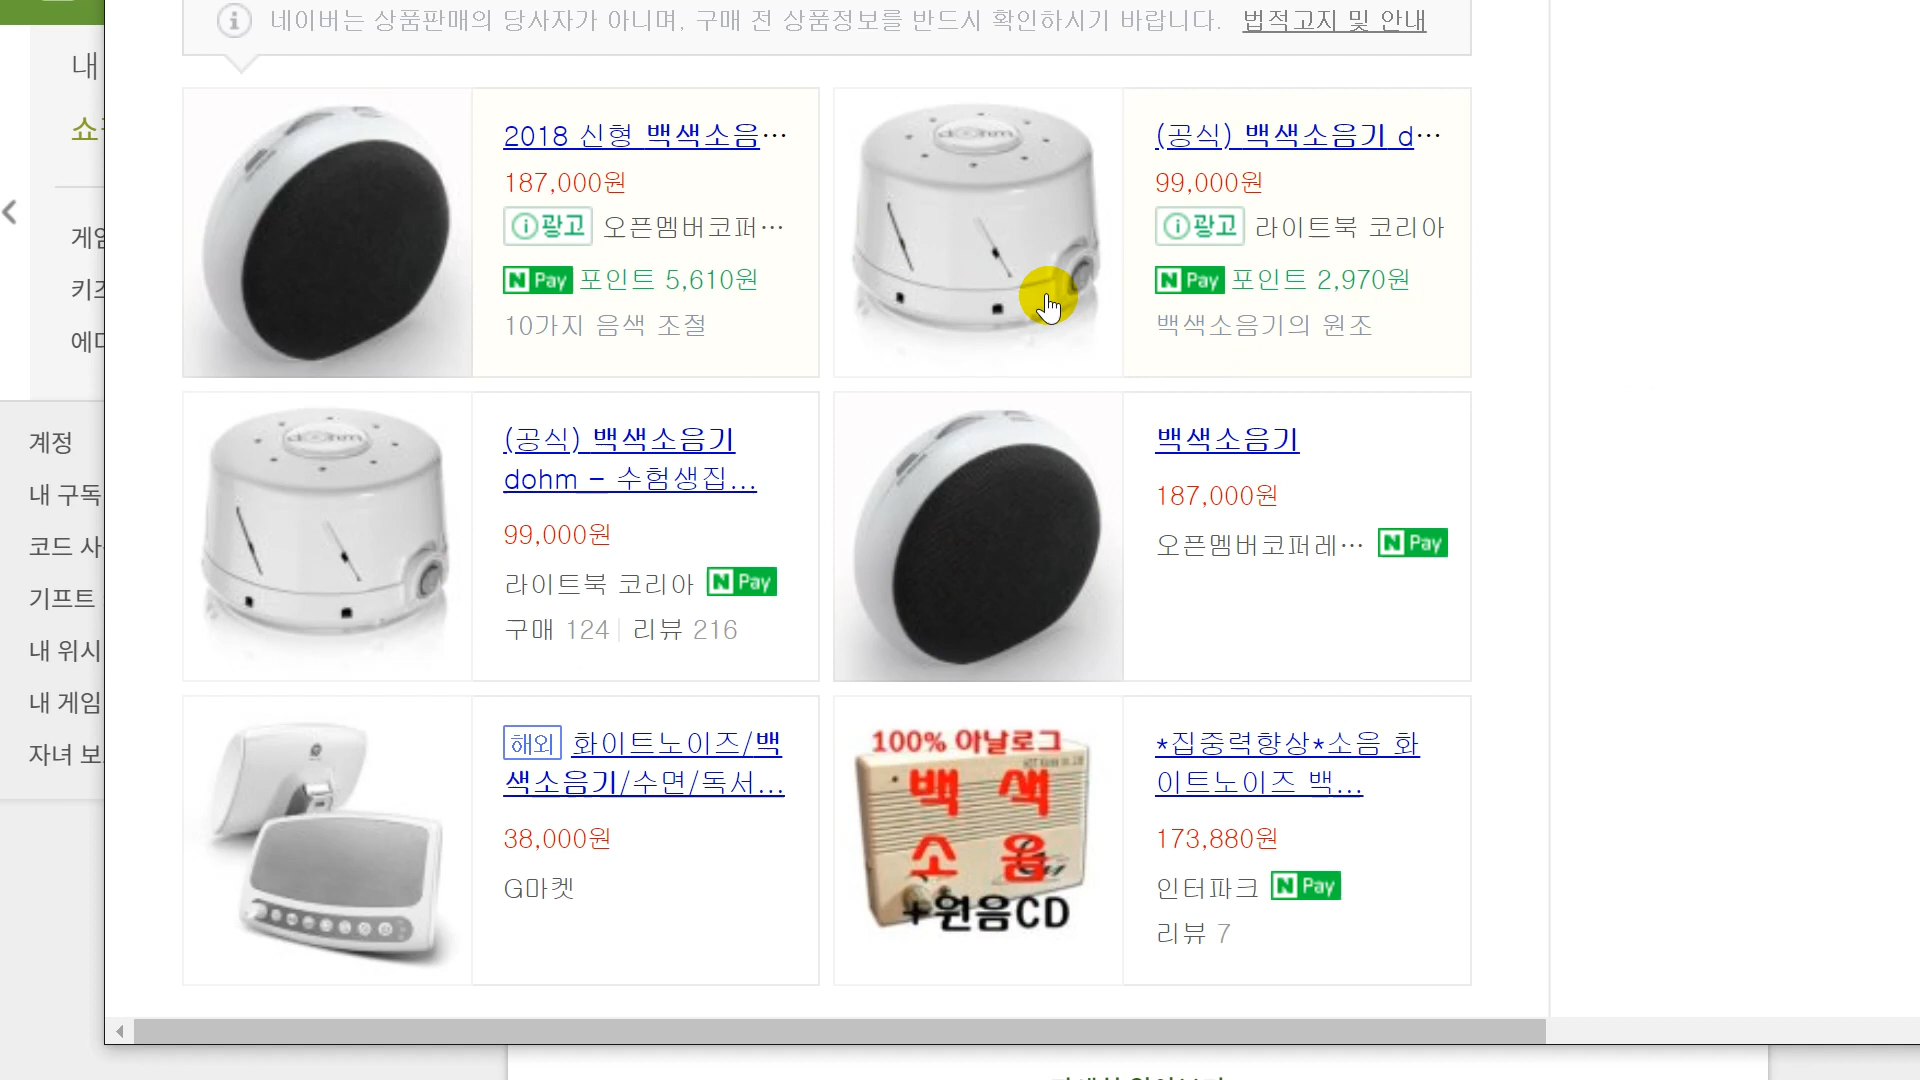 네이버는 상품판매의 당사자가 아니며, 구매 전 상품정보를 반드시 확인하시기 바랍니다. 법적고지 및 안내
내
쇼
게임
키즈
계정
내 구독
코드 사
기프트
내 위시
내 게임
자녀 보
2018 신형 백색소음…
187,000원
광고 오픈멤버코퍼…
N Pay 포인트 5,610원
10가지 음색 조절
dohm
(공식) 백색소음기 d…
99,000원
광고 라이트북 코리아
N Pay 포인트 2,970원
백색소음기의 원조
dohm
(공식) 백색소음기
dohm - 수험생집...
99,000원
라이트북 코리아 N Pay
구매 124 리뷰 216
백색소음기
187,000원
오픈멤버코퍼레… N Pay
해외 화이트노이즈/백
색소음기/수면/독서...
38,000원
G마켓
100% 아날로그
백 색
소 음
+원음CD
*집중력향상*소음 화
이트노이즈 백...
173,880원
인터파크 N Pay
리뷰 7